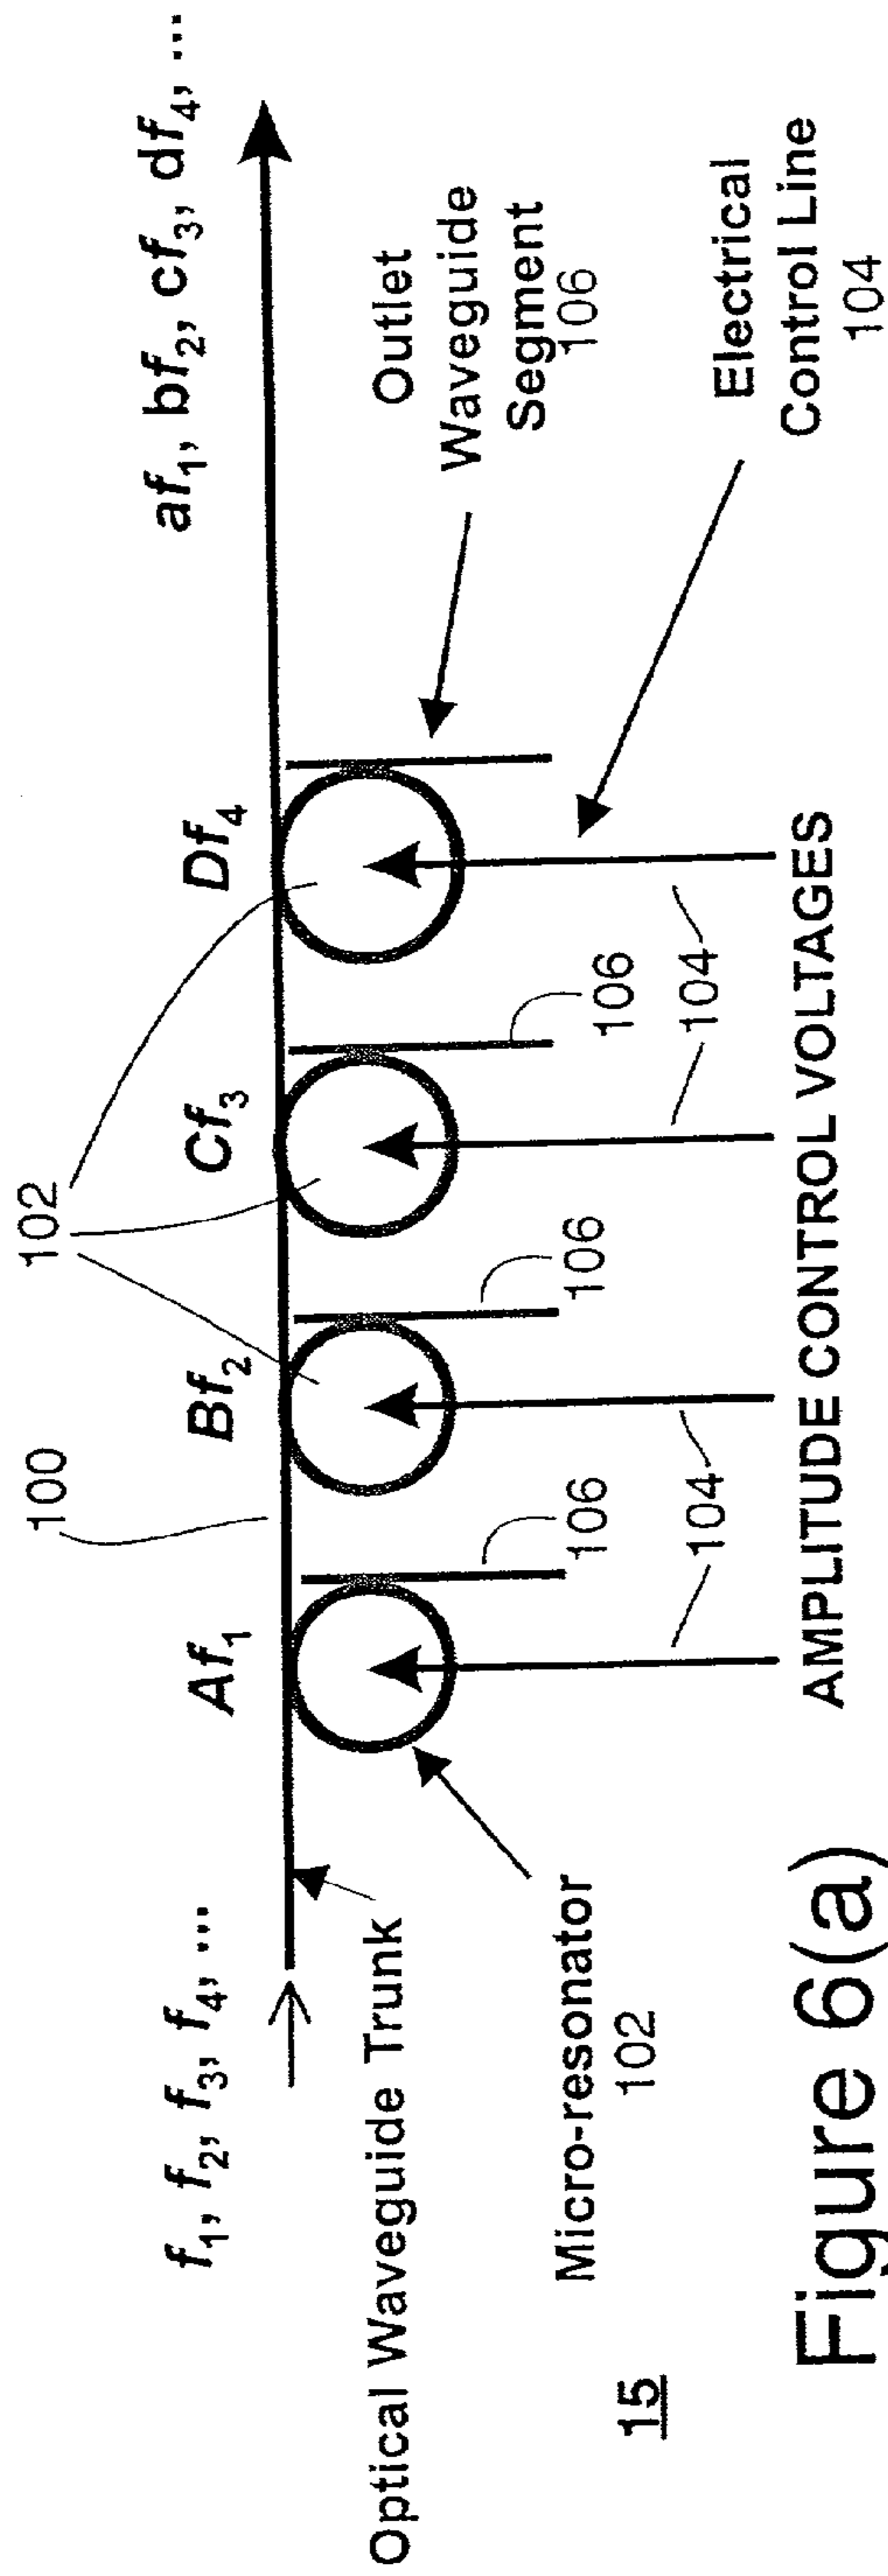 102
100
f₁, f₂, f₃, f₄, ...
Af₁
Bf₂
Cf₃
Df₄
af₁, bf₂, cf₃, df₄, ...
Optical Waveguide Trunk
Micro-resonator
102
106
106
106
Outlet
Waveguide
Segment
106
104
104
Electrical
Control Line
104
15
AMPLITUDE CONTROL VOLTAGES
Figure 6(a)